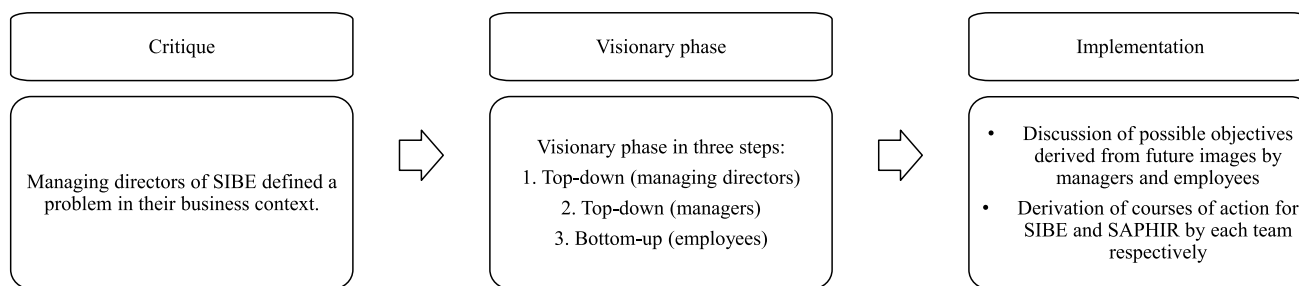 Critique
Managing directors of SIBE defined a
problem in their business context.
Visionary phase
Visionary phase in three steps:
1. Top-down (managing directors)
2. Top-down (managers)
3. Bottom-up (employees)
Implementation
• Discussion of possible objectives
derived from future images by
managers and employees
• Derivation of courses of action for
SIBE and SAPHIR by each team
respectively